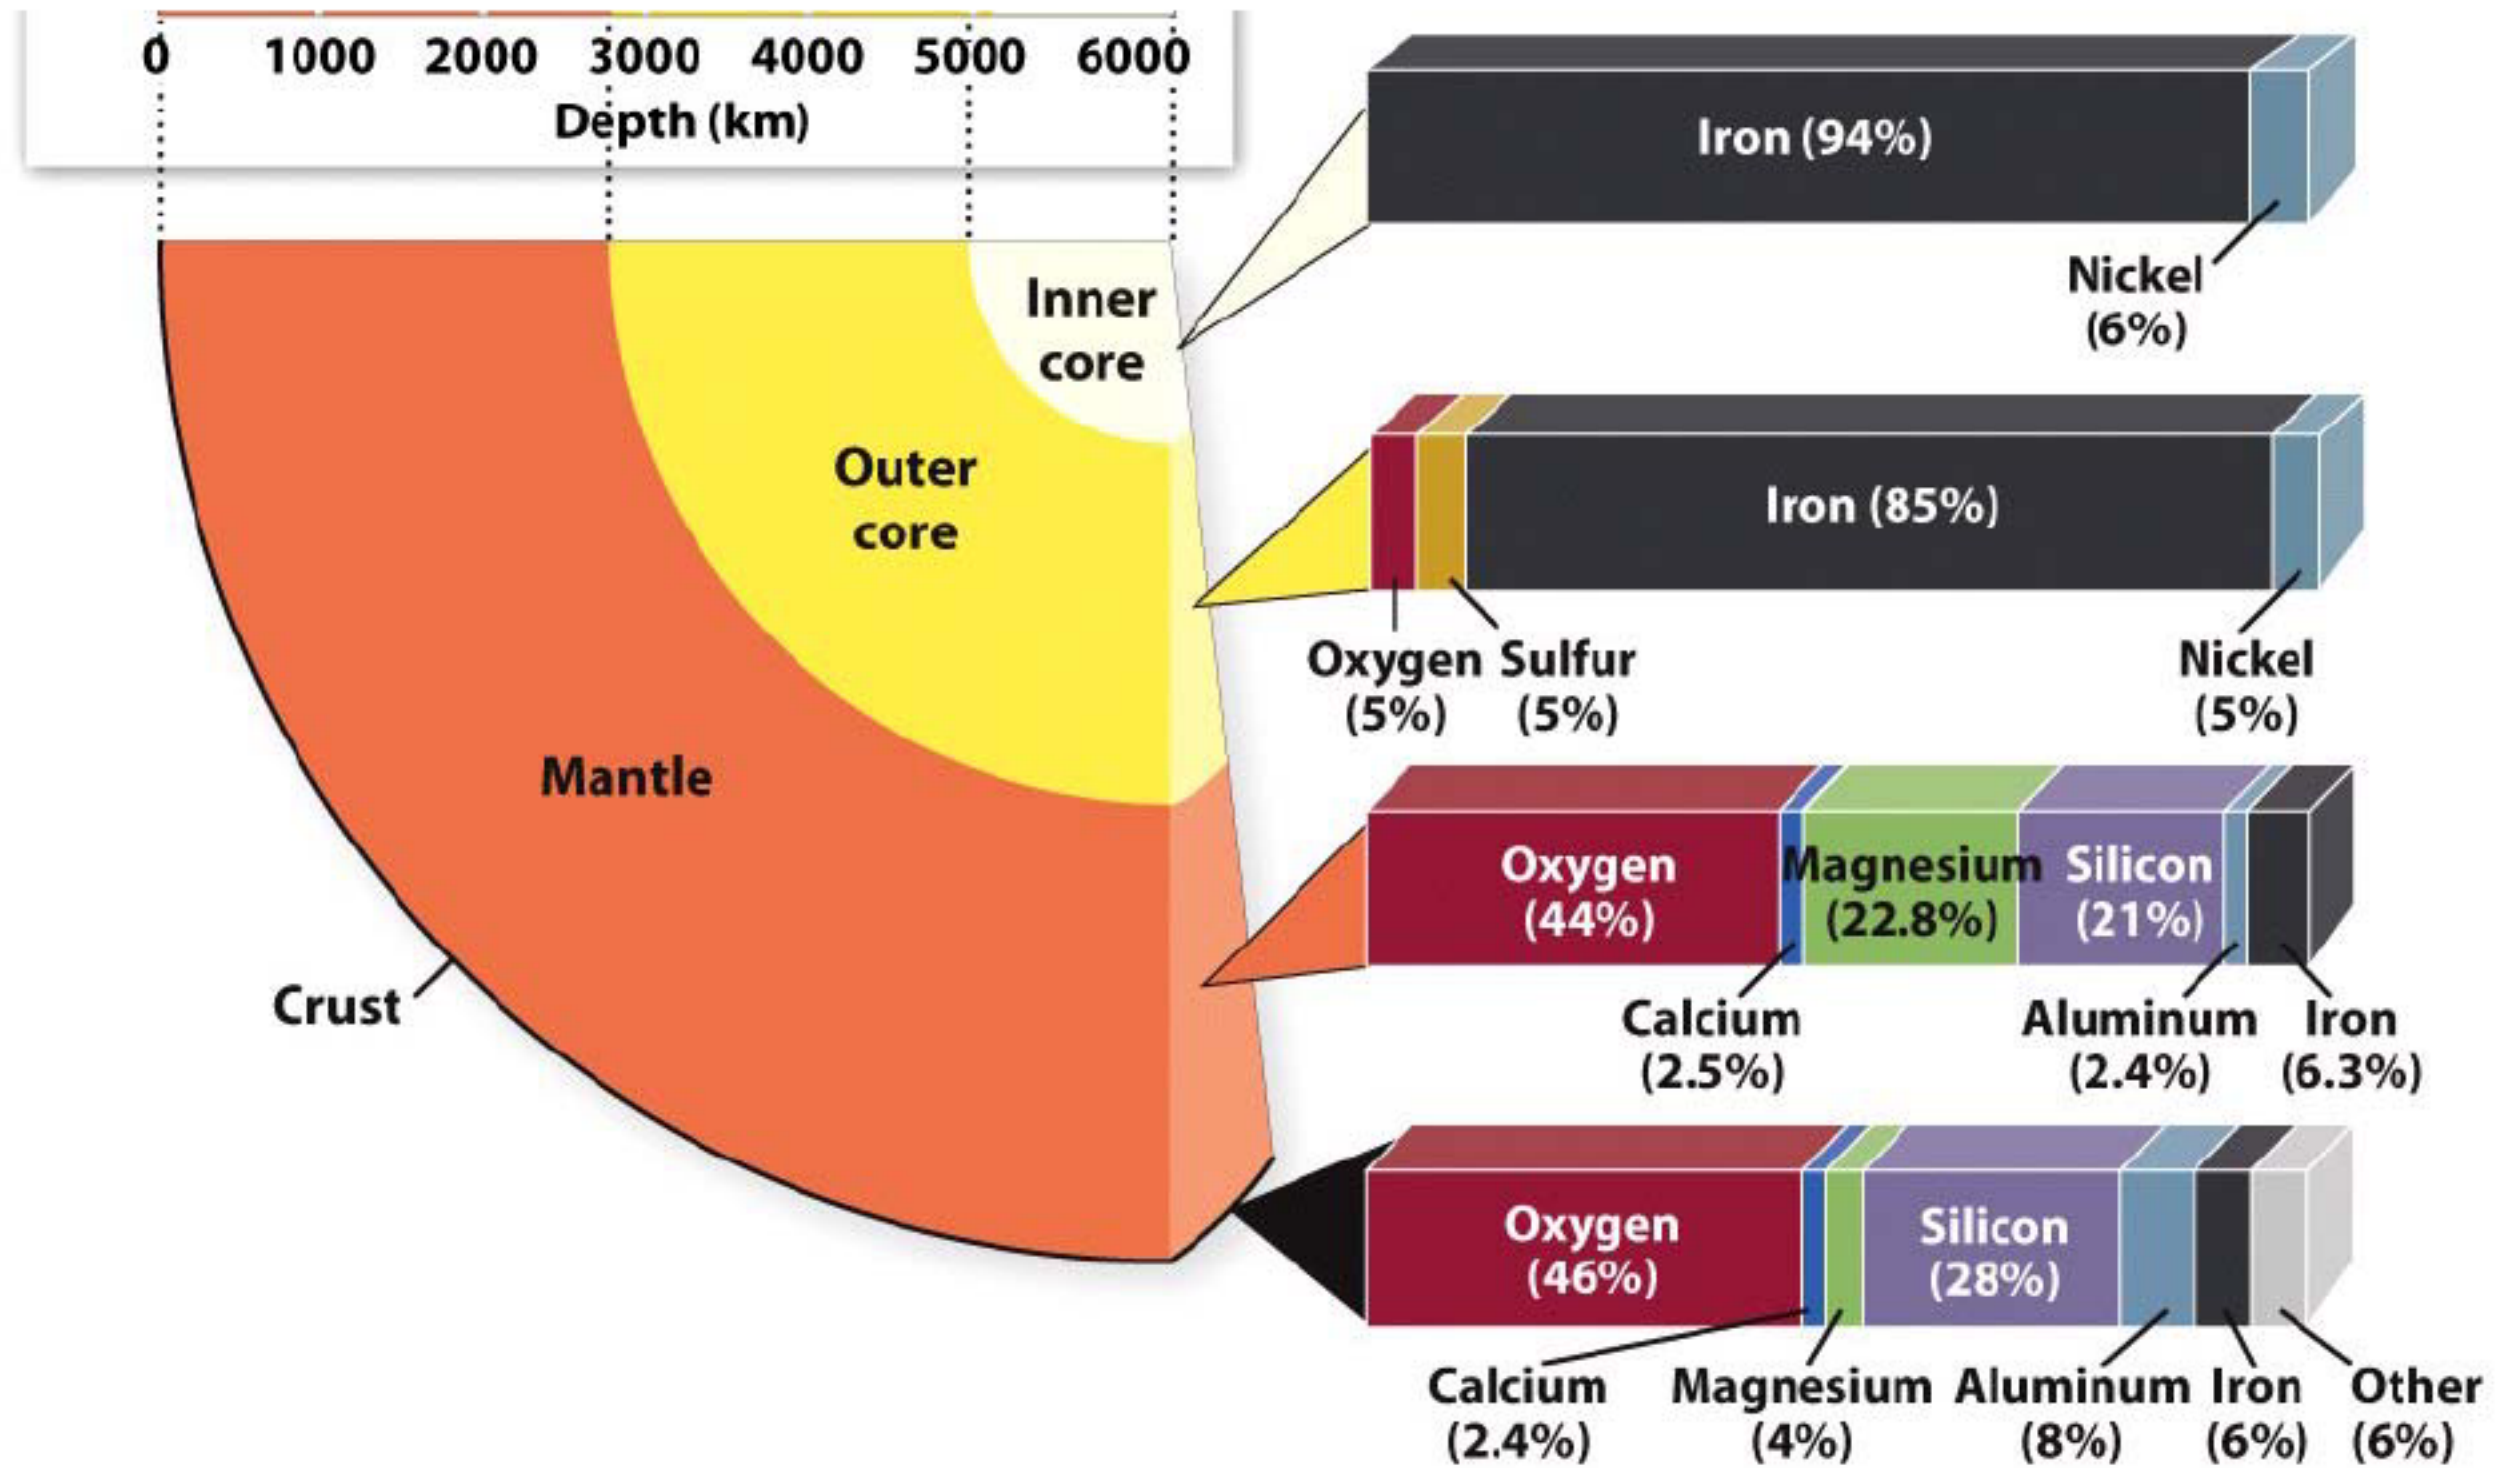 0 1000 2000 3000 4000 5000 6000
Depth (km)
Iron (94%)
Nickel
(6%)
Inner
core
Outer
core
Iron (85%)
Oxygen Sulfur Nickel
(5%) (5%) (5%)
Mantle
Oxygen Magnesium Silicon
(44%) (22.8%) (21%)
Crust
Calcium Aluminum Iron
(2.5%) (2.4%) (6.3%)
Oxygen Silicon
(46%) (28%)
Calcium Magnesium Aluminum Iron Other
(2.4%) (4%) (8%) (6%) (6%)